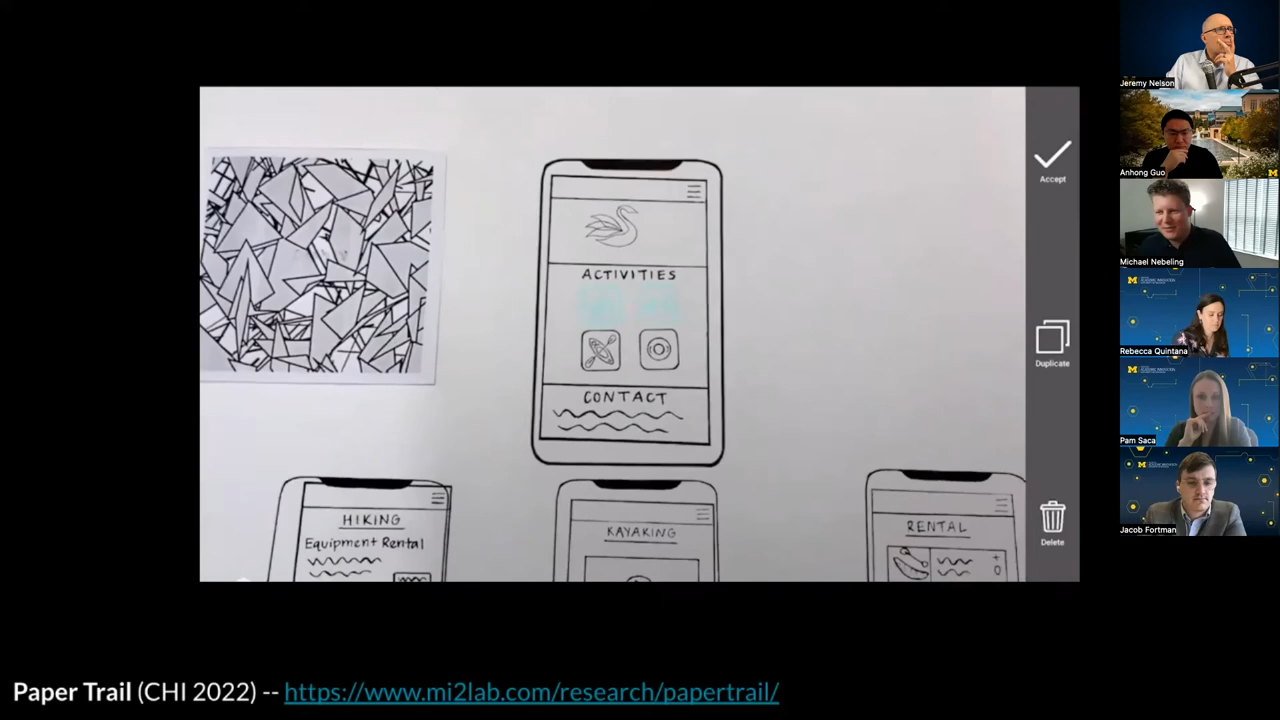 Accept
ACTIVITIES
Duplicate
CONTACT
HIKING
Equipment Rental
KAYAKING
RENTAL
Delete
Paper Trail (CHI 2022) -- https://www.mi2lab.com/research/papertrail/
Jeremy Nelson
Anhong Guo
Michael Nebeling
Rebecca Quintana
Pam Saca
Jacob Fortman